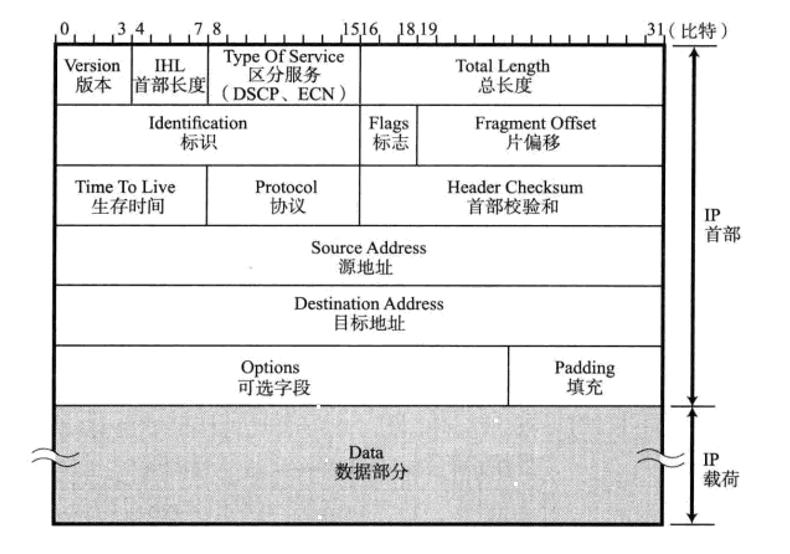 0 3 4 7 8 1516 18.19 31(比特)
Version
版本
IHL
首部长度
Type Of Service
区分服务
(DSCP、ECN)
Total Length
总长度
Identification
标识
Flags
标志
Fragment Offset
片偏移
Time To Live
生存时间
Protocol
协议
Header Checksum
首部校验和
Source Address
源地址
Destination Address
目标地址
Options
可选字段
Padding
填充
IP
首部
Data
数据部分
IP
载荷